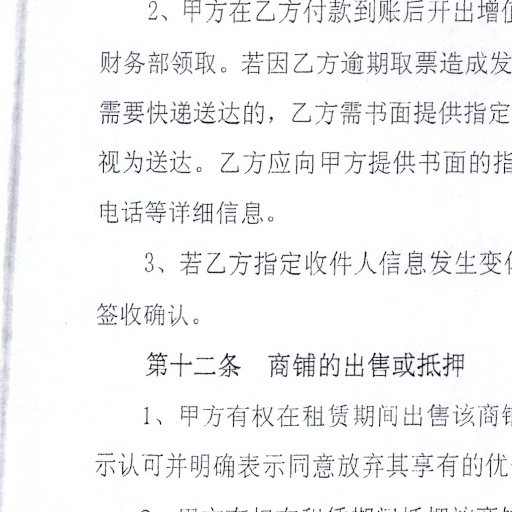 2、甲方在乙方付款到账后开出增值
财务部领取。若因乙方逾期取票造成发
需要快递送达的，乙方需书面提供指定
视为送达。乙方应向甲方提供书面的指
电话等详细信息。
3、若乙方指定收件人信息发生变化
签收确认。
第十二条 商铺的出售或抵押
1、甲方有权在租赁期间出售该商铺
示认可并明确表示同意放弃其享有的优